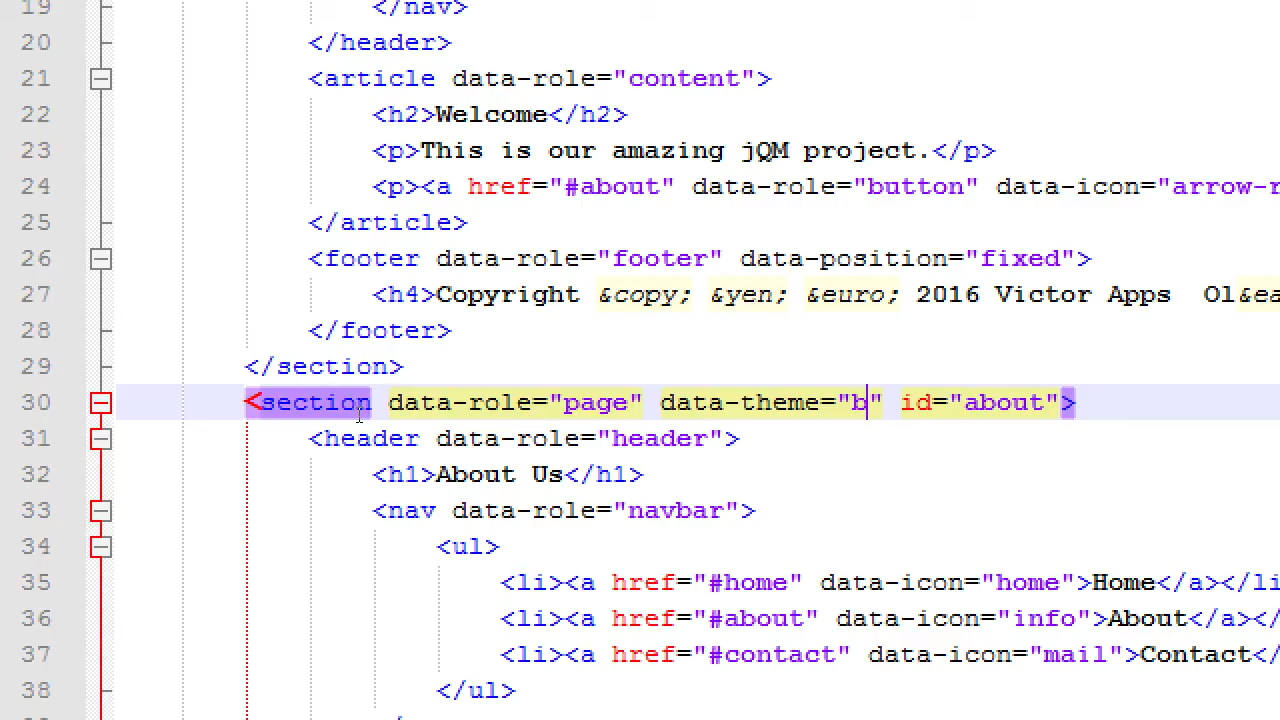 19 </nav>
20 </header>
21 <article data-role="content">
22 <h2>Welcome</h2>
23 <p>This is our amazing jQM project.</p>
24 <p><a href="#about" data-role="button" data-icon="arrow-r
25 </article>
26 <footer data-role="footer" data-position="fixed">
27 <h4>Copyright &copy; &yen; &euro; 2016 Victor Apps Ol&ea
28 </footer>
29 </section>
30 <section data-role="page" data-theme="b" id="about">
31 <header data-role="header">
32 <h1>About Us</h1>
33 <nav data-role="navbar">
34 <ul>
35 <li><a href="#home" data-icon="home">Home</a></li
36 <li><a href="#about" data-icon="info">About</a></
37 <li><a href="#contact" data-icon="mail">Contact</
38 </ul>